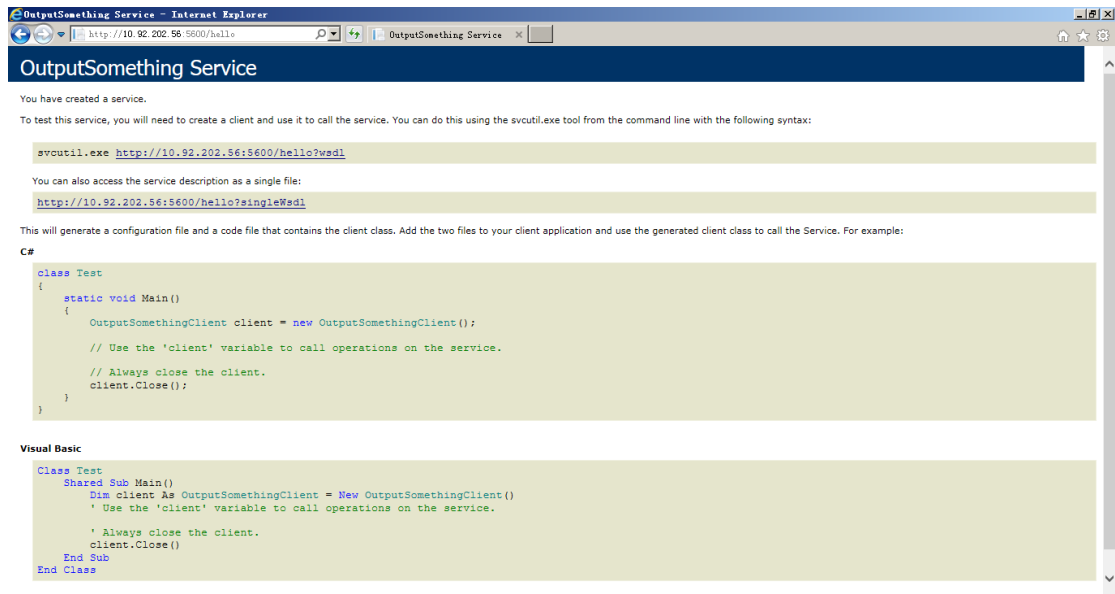 OutputSomething Service - Internet Explorer
http://10.92.202.56:5600/hello
OutputSomething Service
OutputSomething Service
You have created a service.
To test this service, you will need to create a client and use it to call the service. You can do this using the svcutil.exe tool from the command line with the following syntax:
svcutil.exe http://10.92.202.56:5600/hello?wsdl
You can also access the service description as a single file:
http://10.92.202.56:5600/hello?singleWsdl
This will generate a configuration file and a code file that contains the client class. Add the two files to your client application and use the generated client class to call the Service. For example:
C#
class Test
{
    static void Main()
    {
        OutputSomethingClient client = new OutputSomethingClient();
        // Use the 'client' variable to call operations on the service.
        // Always close the client.
        client.Close();
    }
}
Visual Basic
Class Test
    Shared Sub Main()
        Dim client As OutputSomethingClient = New OutputSomethingClient()
        ' Use the 'client' variable to call operations on the service.
        ' Always close the client.
        client.Close()
    End Sub
End Class